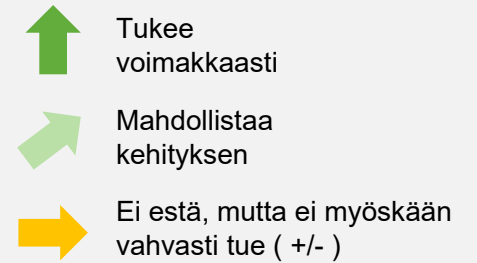 Tukee
voimakkaasti
Mahdollistaa
kehityksen
Ei estä, mutta ei myöskään
vahvasti tue ( +/- )